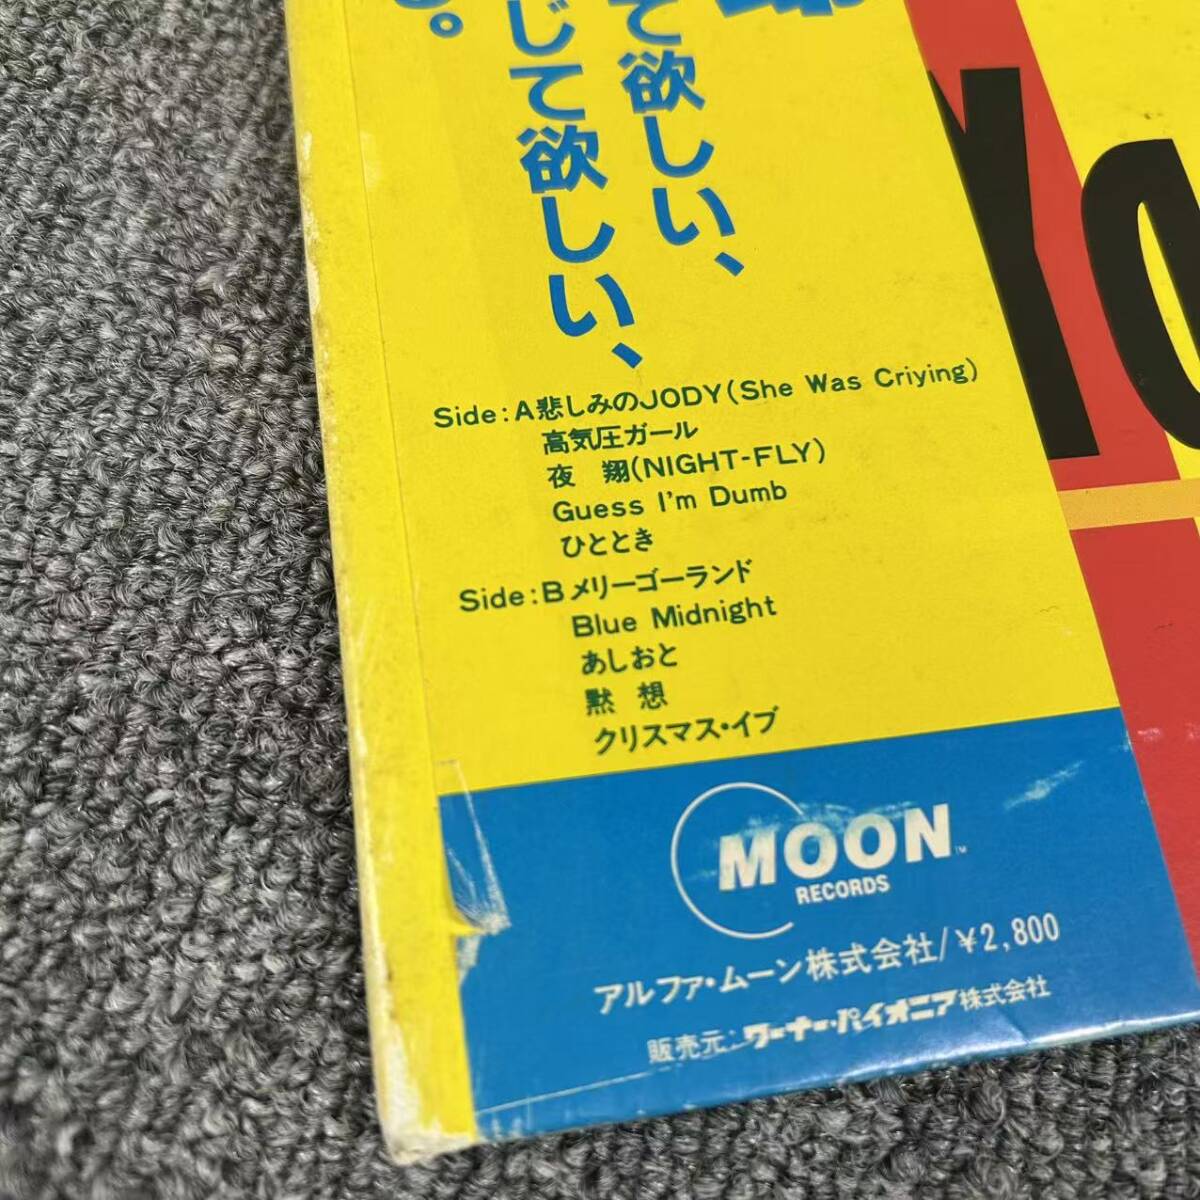 て欲しい、
じて欲しい、
。
Yo
Side:A悲しみのJODY(She Was Criying)
高気圧ガール
夜 翔(NIGHT-FLY)
Guess I'm Dumb
ひととき
Side:Bメリーゴーランド
Blue Midnight
あしおと
黙 想
クリスマス・イブ
MOON™
RECORDS
アルファ・ムーン株式会社/¥2,800
販売元:ワーナー・パイオニア株式会社